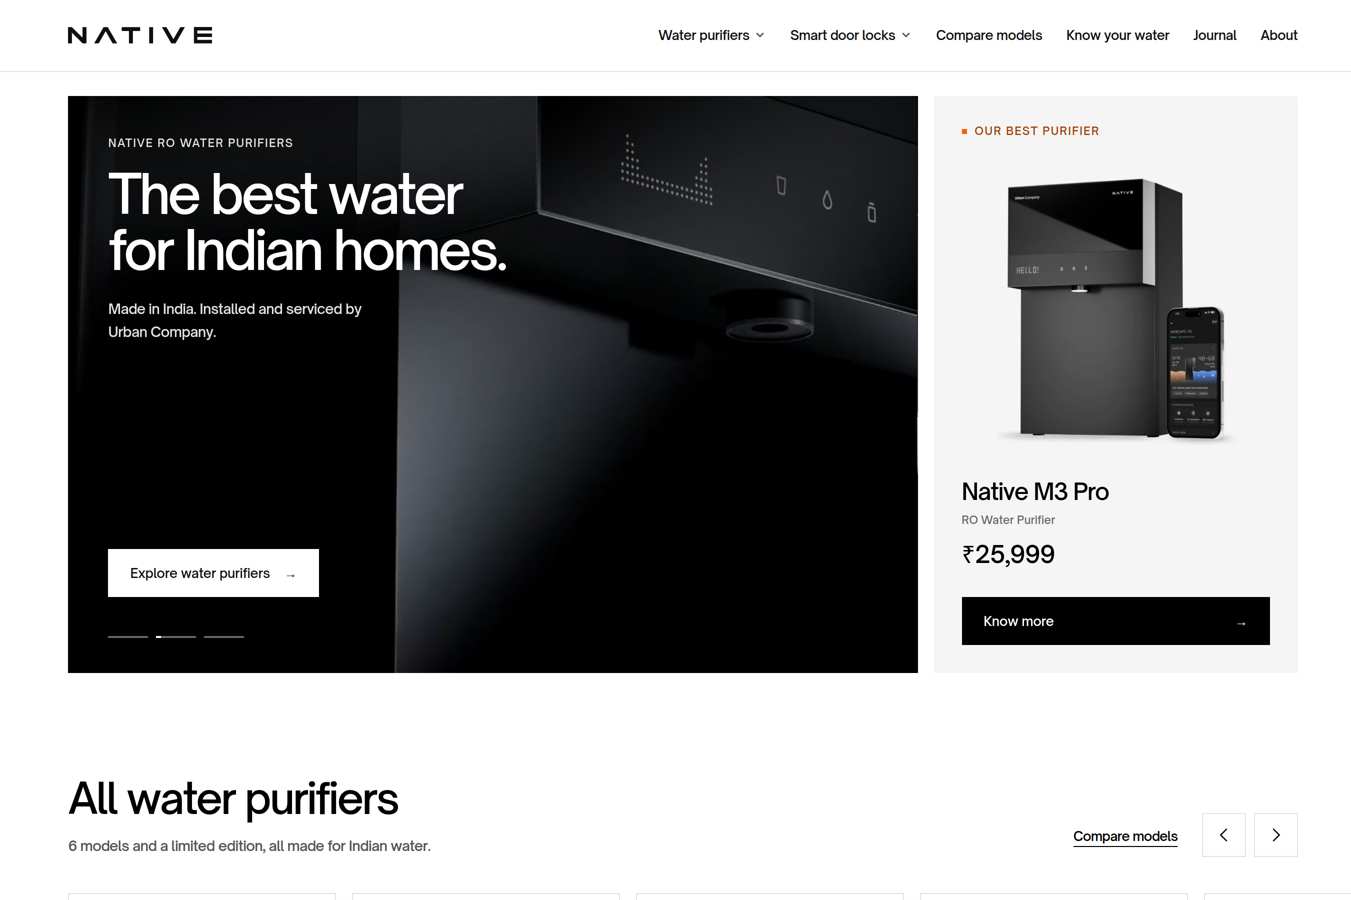 NATIVE
Water purifiers
Smart door locks
Compare models
Know your water
Journal
About
NATIVE RO WATER PURIFIERS
The best water
for Indian homes.
Made in India. Installed and serviced by
Urban Company.
Explore water purifiers →
OUR BEST PURIFIER
NATIVE
HELLO!
Native M3 Pro
RO Water Purifier
₹25,999
Know more →
All water purifiers
6 models and a limited edition, all made for Indian water.
Compare models